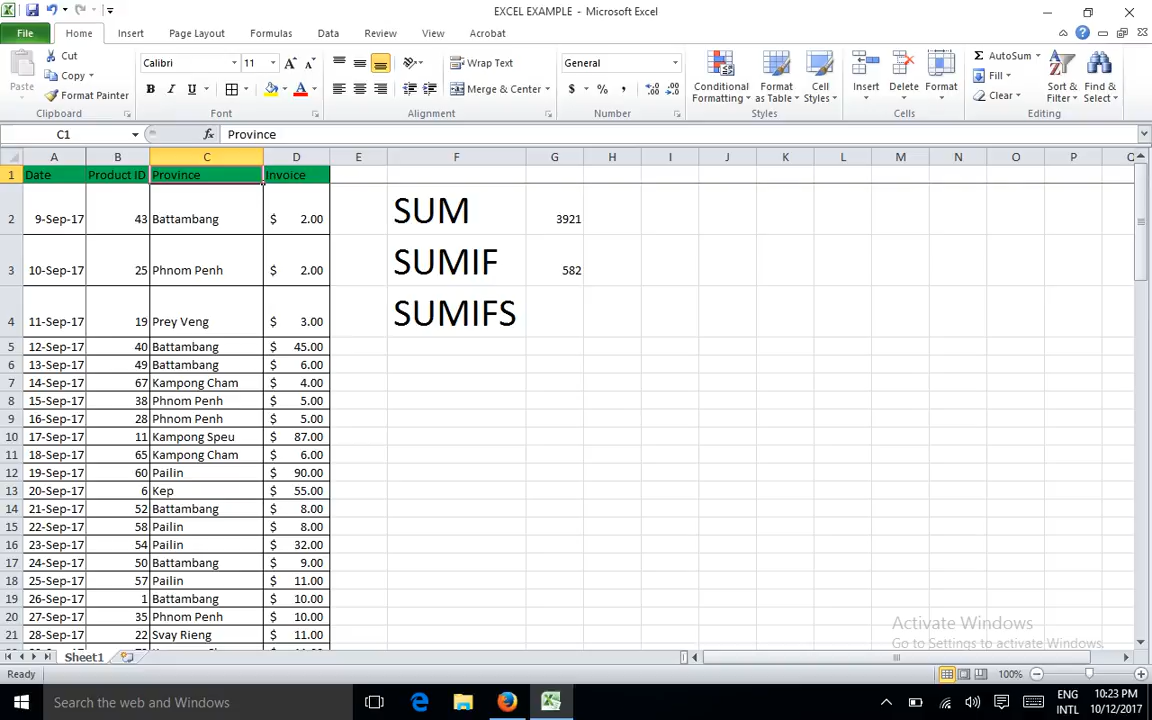 EXCEL EXAMPLE - Microsoft Excel
File Home Insert Page Layout Formulas Data Review View Acrobat
Paste Cut Copy Format Painter
Calibri 11
B I U A
Wrap Text
Merge & Center
General
$ % ,
Conditional Formatting Format as Table Cell Styles
Insert Delete Format
Σ AutoSum Fill Clear
Sort & Filter Find & Select
Clipboard Font Alignment Number Styles Cells Editing
C1 fx Province
A B C D E F G H I J K L M N O P
1 Date Product ID Province Invoice
2 9-Sep-17 43 Battambang $ 2.00 SUM 3921
3 10-Sep-17 25 Phnom Penh $ 2.00 SUMIF 582
4 11-Sep-17 19 Prey Veng $ 3.00 SUMIFS
5 12-Sep-17 40 Battambang $ 45.00
6 13-Sep-17 49 Battambang $ 6.00
7 14-Sep-17 67 Kampong Cham $ 4.00
8 15-Sep-17 38 Phnom Penh $ 5.00
9 16-Sep-17 28 Phnom Penh $ 5.00
10 17-Sep-17 11 Kampong Speu $ 87.00
11 18-Sep-17 65 Kampong Cham $ 6.00
12 19-Sep-17 60 Pailin $ 90.00
13 20-Sep-17 6 Kep $ 55.00
14 21-Sep-17 52 Battambang $ 8.00
15 22-Sep-17 58 Pailin $ 8.00
16 23-Sep-17 54 Pailin $ 32.00
17 24-Sep-17 50 Battambang $ 9.00
18 25-Sep-17 57 Pailin $ 11.00
19 26-Sep-17 1 Battambang $ 10.00
20 27-Sep-17 35 Phnom Penh $ 10.00
21 28-Sep-17 22 Svay Rieng $ 11.00
Activate Windows
Go to Settings to activate Windows.
Sheet1
Ready 100%
Search the web and Windows
ENG INTL
10:23 PM
10/12/2017